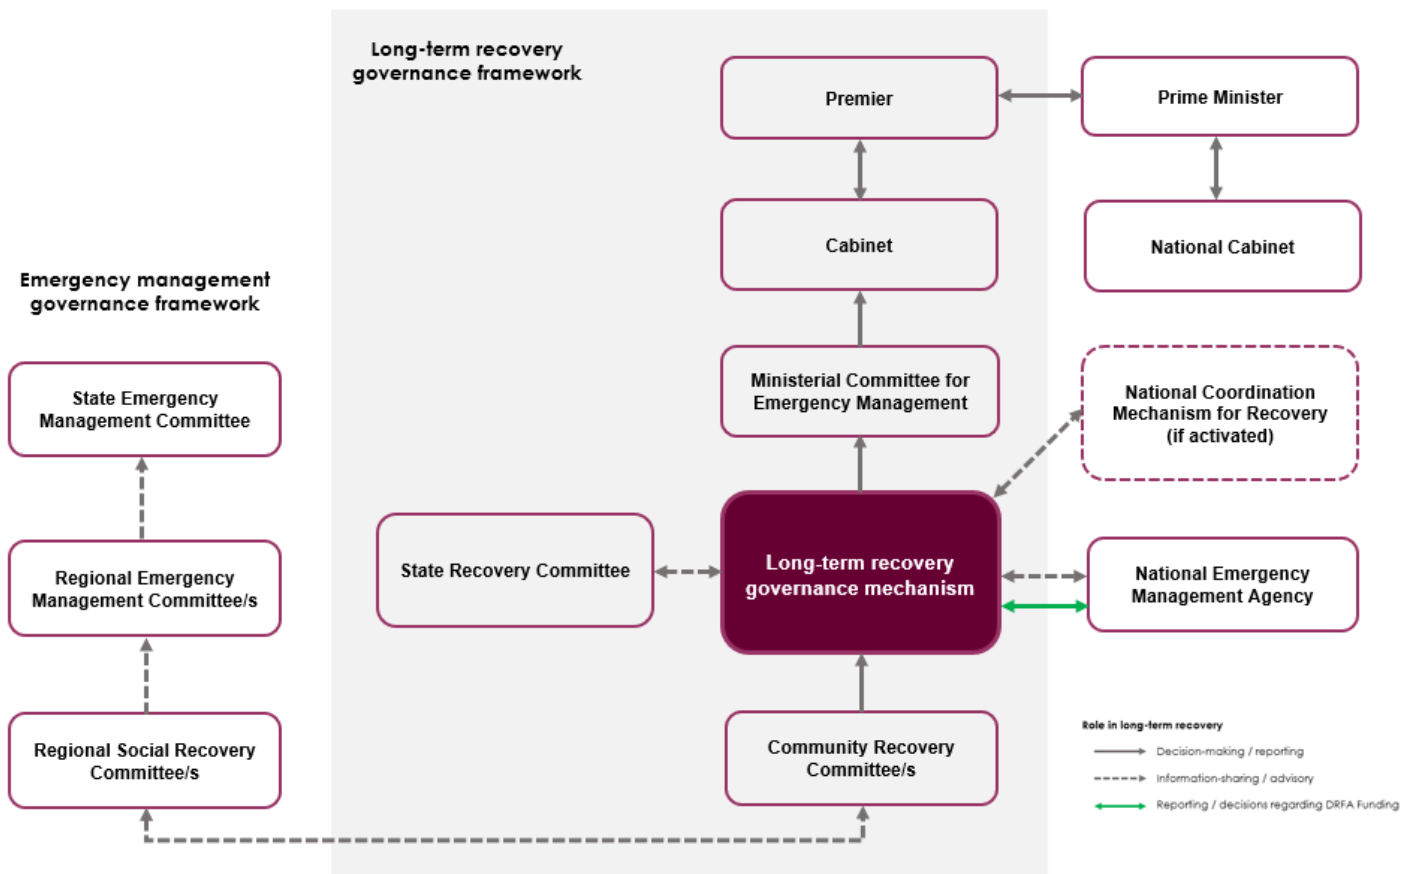 Long-term recovery
governance framework
Premier
Prime Minister
Cabinet
National Cabinet
Emergency management
governance framework
Ministerial Committee for
Emergency Management
National Coordination
Mechanism for Recovery
(if activated)
State Emergency
Management Committee
Regional Emergency
Management Committee/s
State Recovery Committee
Long-term recovery
governance mechanism
National Emergency
Management Agency
Regional Social Recovery
Committee/s
Community Recovery
Committee/s
Role in long-term recovery
Decision-making / reporting
Information-sharing / advisory
Reporting / decisions regarding DRFA Funding